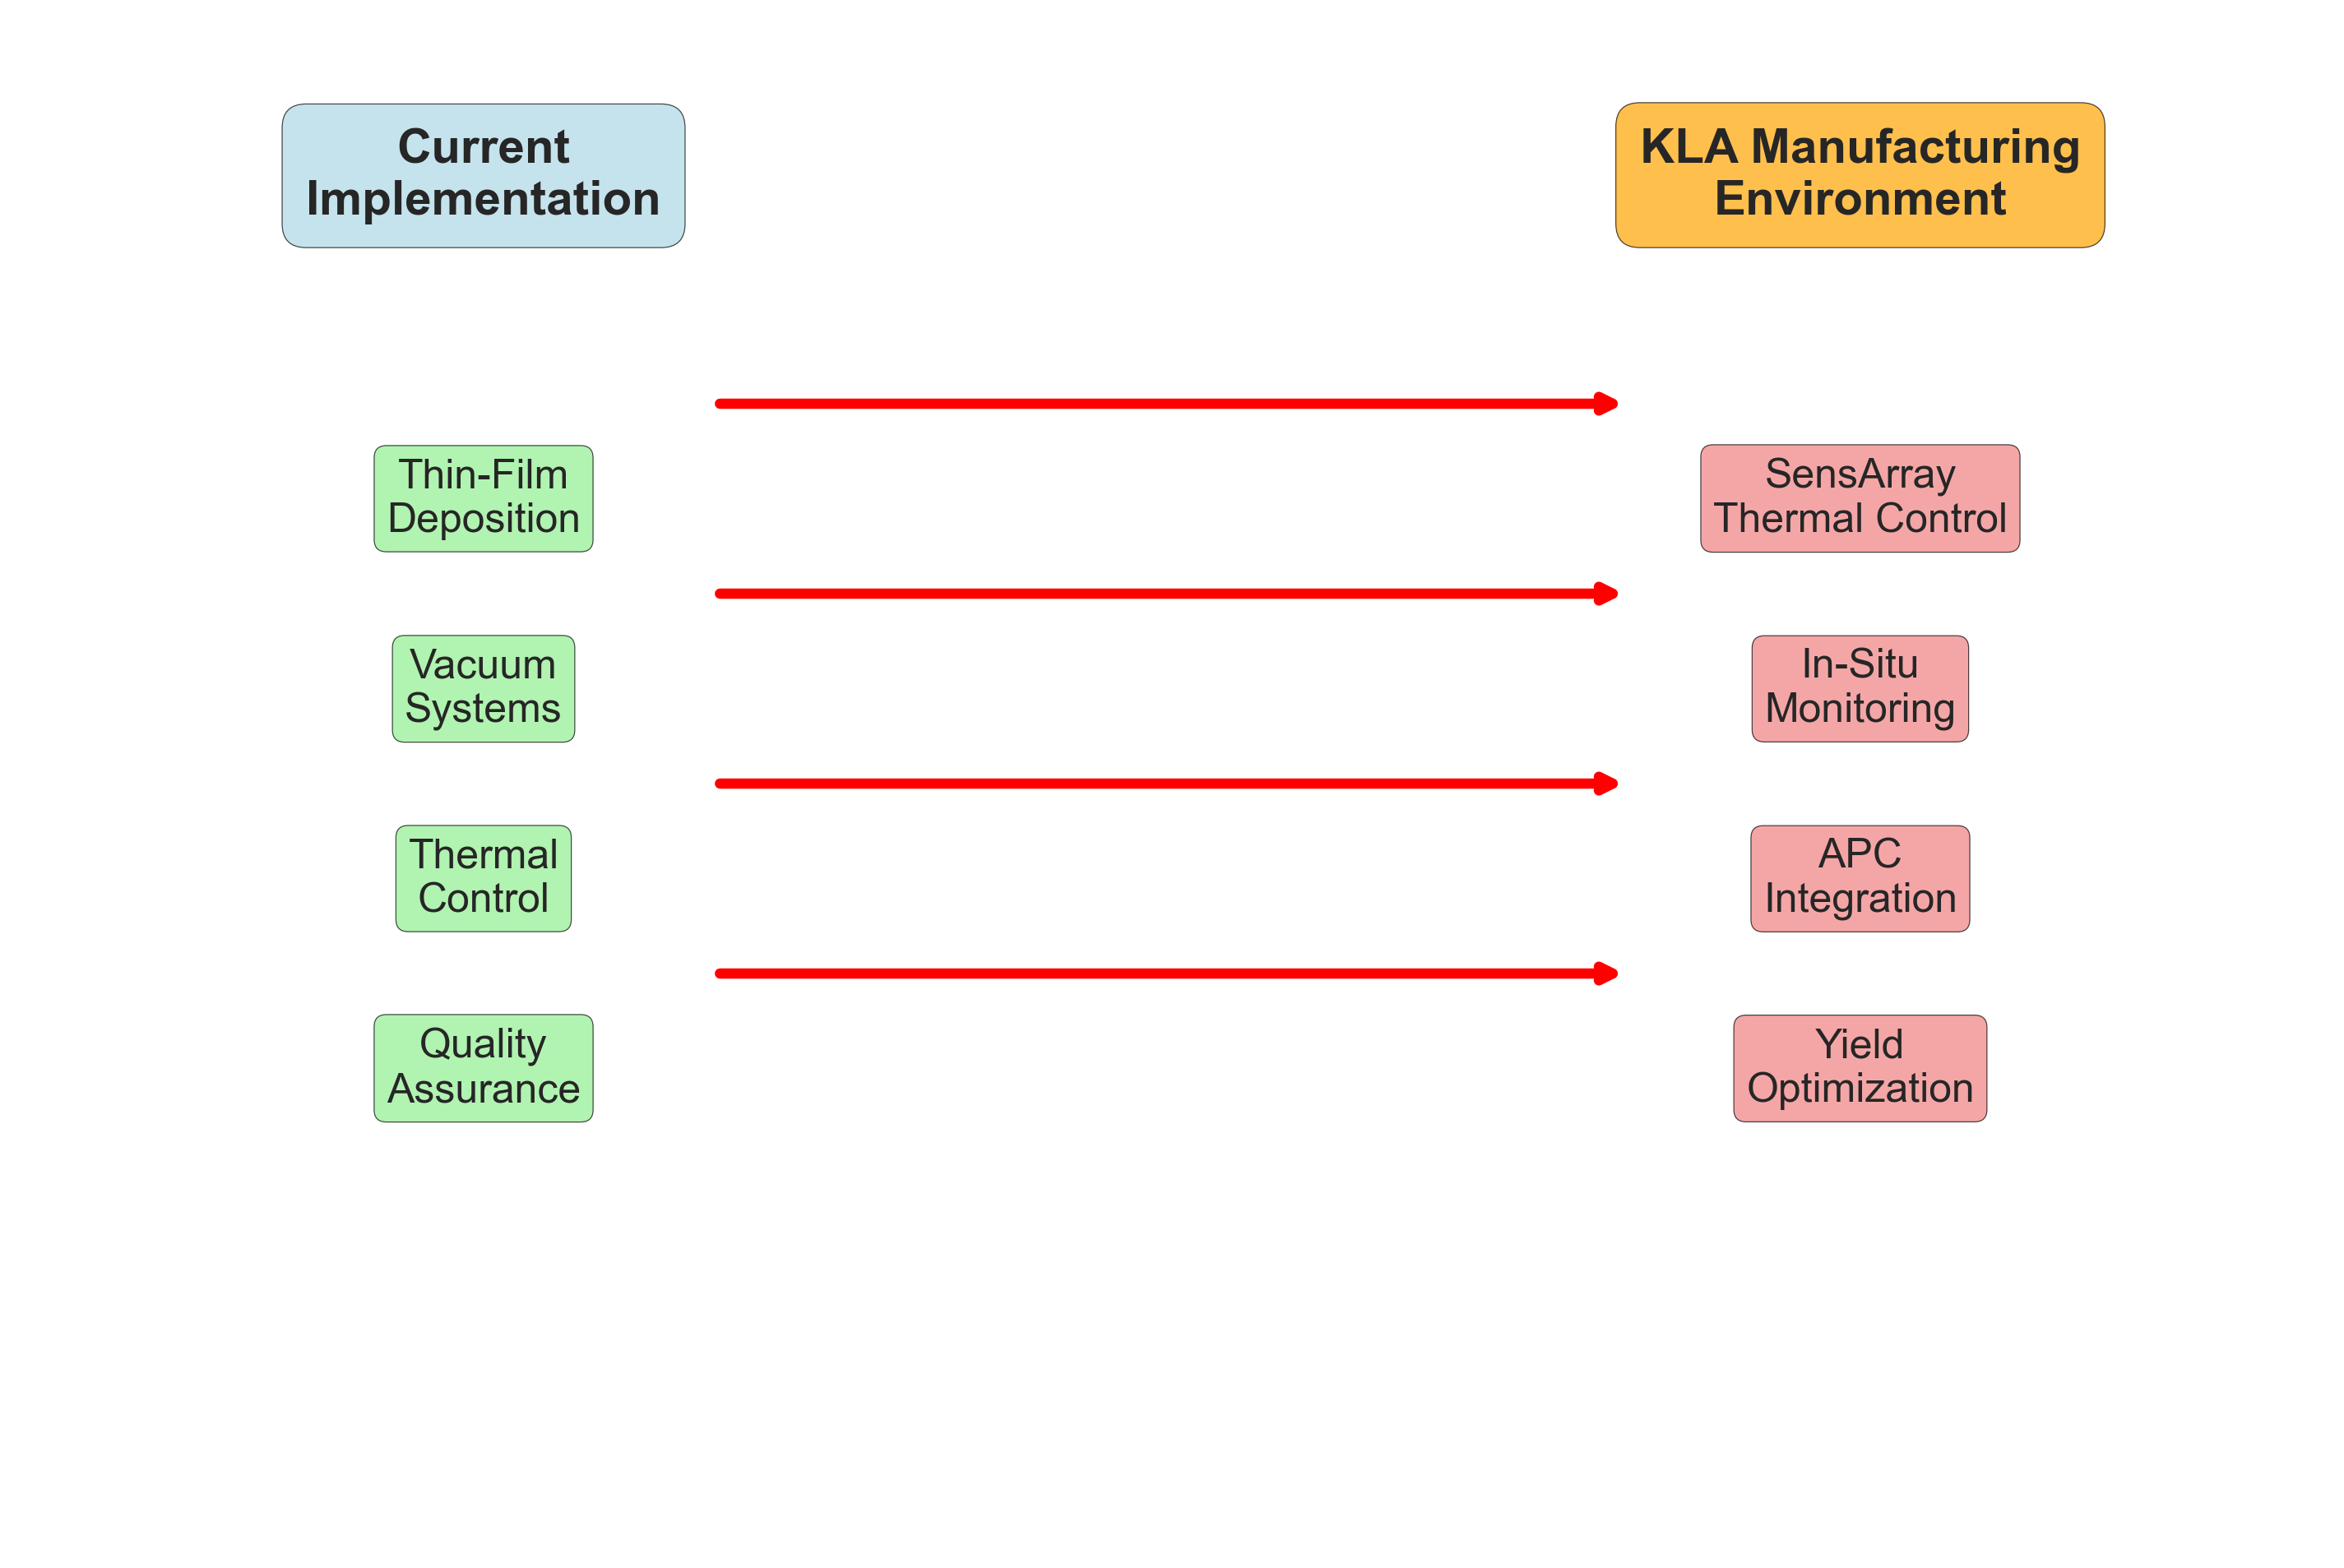 Current
Implementation
KLA Manufacturing
Environment
Thin-Film
Deposition
SensArray
Thermal Control
Vacuum
Systems
In-Situ
Monitoring
Thermal
Control
APC
Integration
Quality
Assurance
Yield
Optimization